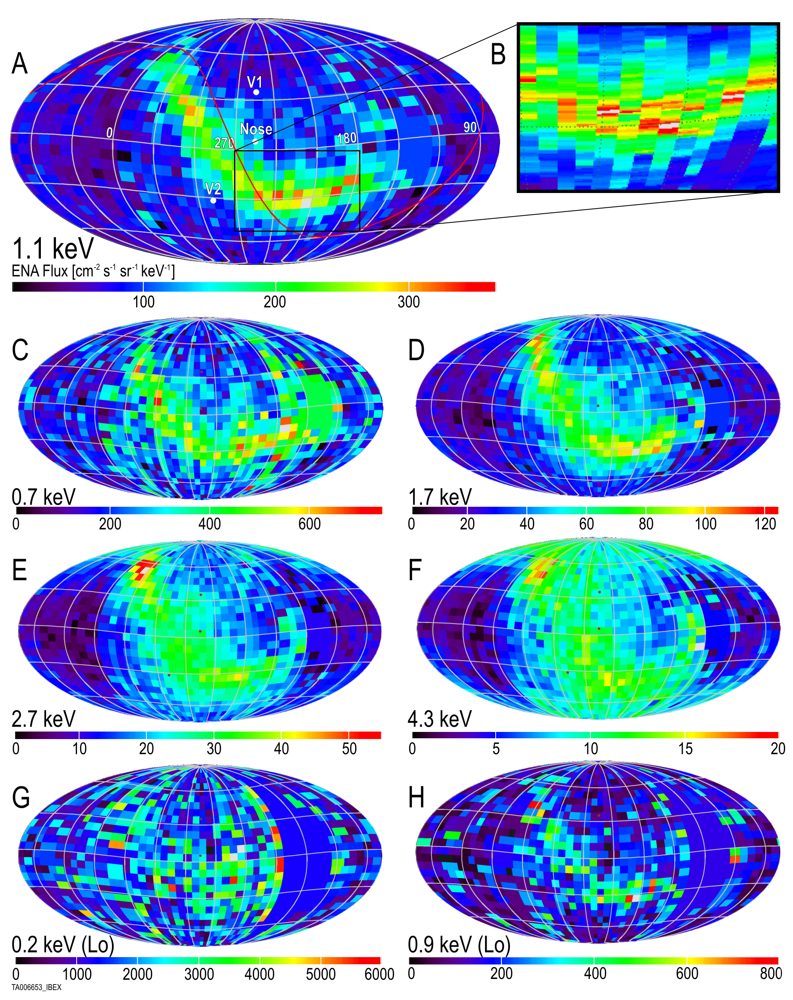 A
B
V1
Nose
0
270
180
90
V2
1.1 keV
ENA Flux [cm⁻² s⁻¹ sr⁻¹ keV⁻¹]
100 200 300
C
D
0.7 keV
1.7 keV
0 200 400 600
0 20 40 60 80 100 120
E
F
2.7 keV
4.3 keV
0 10 20 30 40 50
0 5 10 15 20
G
H
0.2 keV (Lo)
0.9 keV (Lo)
0 1000 2000 3000 4000 5000 6000
0 200 400 600 800
TA006653_IBEX